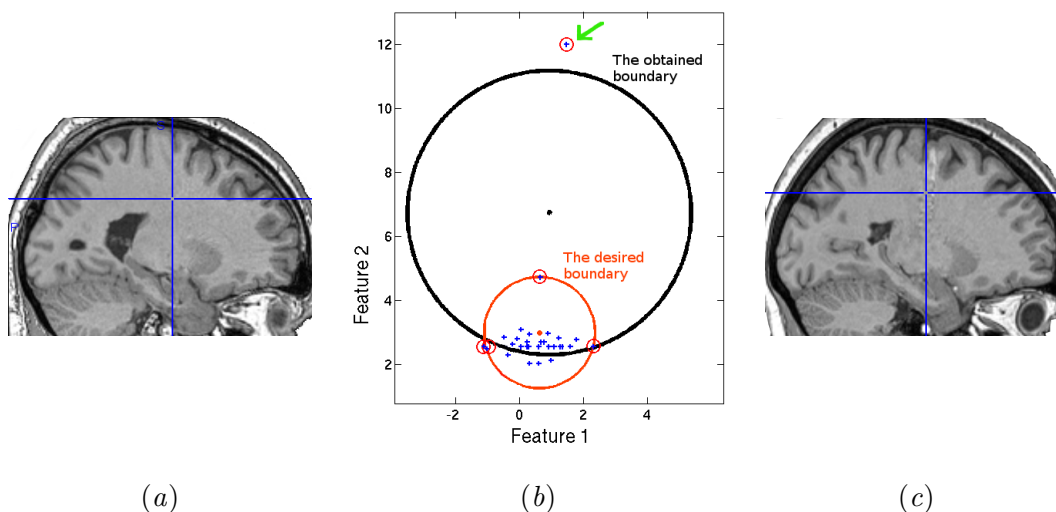 12
The obtained
boundary
10
8
6
The desired
boundary
4
2
-2 0 2 4
Feature 2
Feature 1
(a) (b) (c)